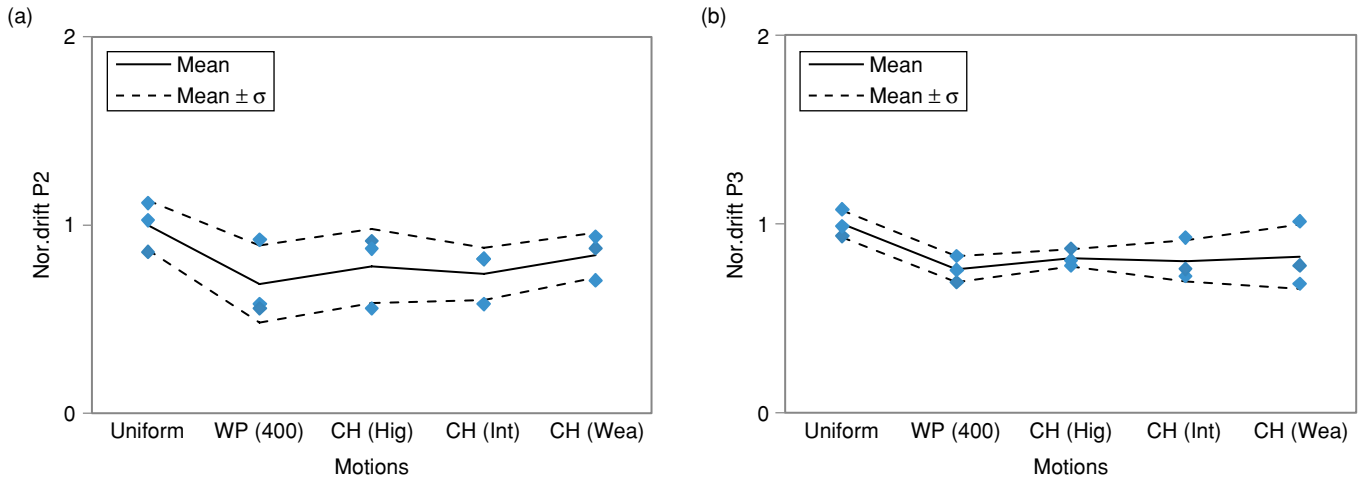 (a)
2
Mean
Mean ± σ
1
0
Nor.drift P2
Uniform
WP (400)
CH (Hig)
CH (Int)
CH (Wea)
Motions
(b)
2
Mean
Mean ± σ
1
0
Nor.drift P3
Uniform
WP (400)
CH (Hig)
CH (Int)
CH (Wea)
Motions